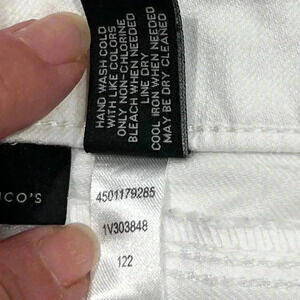 HAND WASH COLD
WITH LIKE COLORS
ONLY NON-CHLORINE
BLEACH WHEN NEEDED
LINE DRY
COOL IRON WHEN NEEDED
MAY BE DRY CLEANED
ICO'S
4501179285
1V303848
122